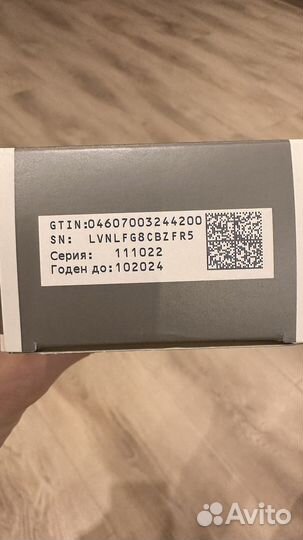 GTIN:04607003244200
SN: LVNLFG8CBZFR5
Серия: 111022
Годен до:102024
Avito